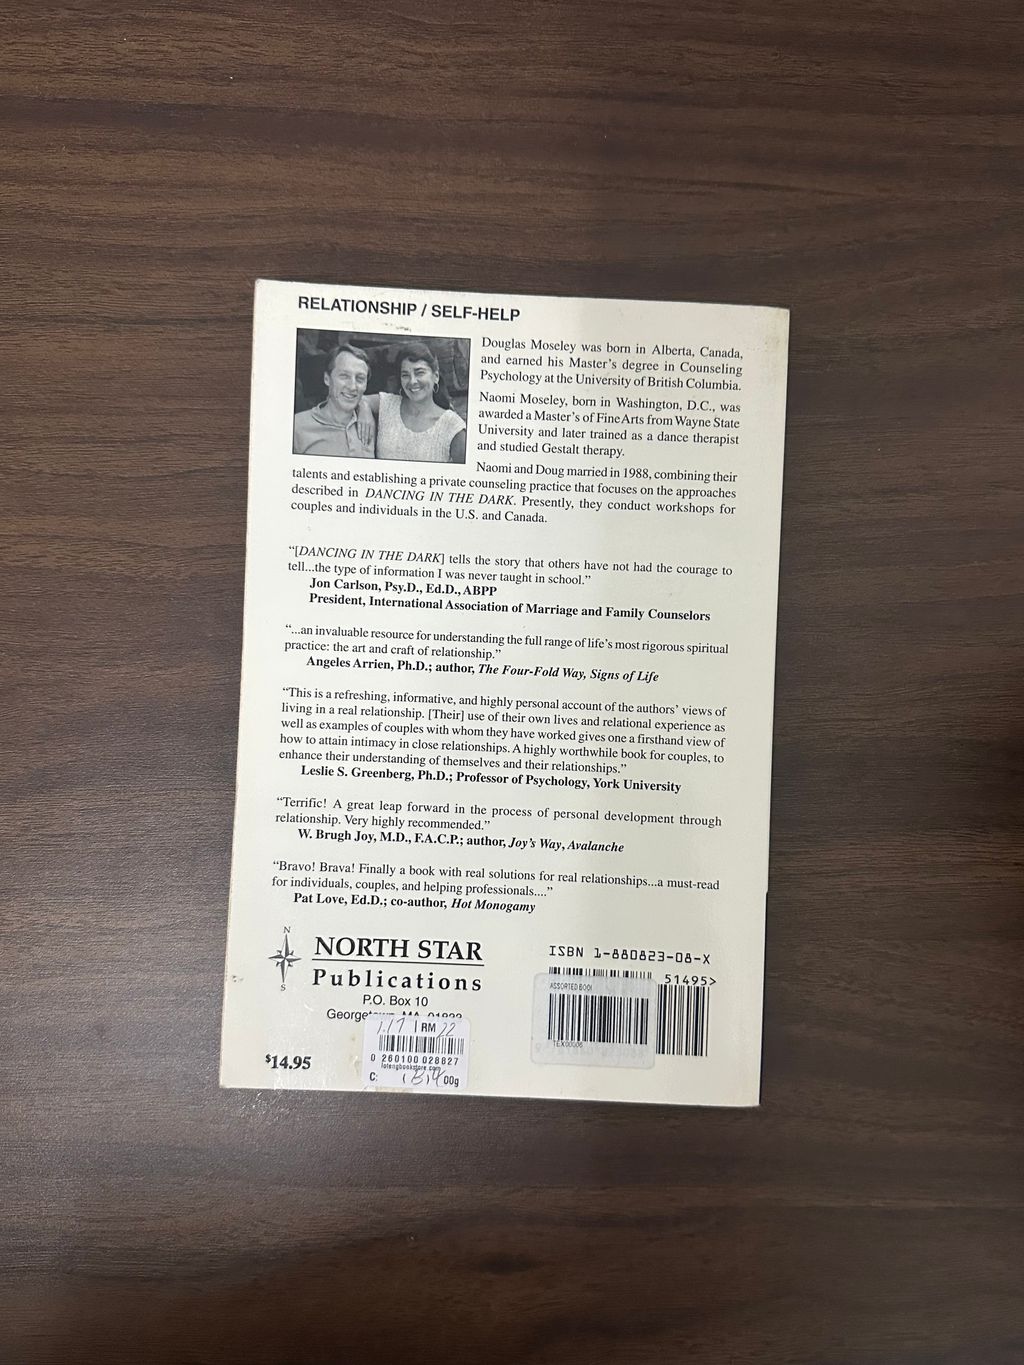 RELATIONSHIP / SELF-HELP
Douglas Moseley was born in Alberta, Canada,
and earned his Master's degree in Counseling
Psychology at the University of British Columbia.
Naomi Moseley, born in Washington, D.C., was
awarded a Master's of Fine Arts from Wayne State
University and later trained as a dance therapist
and studied Gestalt therapy.
Naomi and Doug married in 1988, combining their
talents and establishing a private counseling practice that focuses on the approaches
described in DANCING IN THE DARK. Presently, they conduct workshops for
couples and individuals in the U.S. and Canada.
“[DANCING IN THE DARK] tells the story that others have not had the courage to
tell...the type of information I was never taught in school.”
Jon Carlson, Psy.D., Ed.D., ABPP
President, International Association of Marriage and Family Counselors
“...an invaluable resource for understanding the full range of life's most rigorous spiritual
practice: the art and craft of relationship.”
Angeles Arrien, Ph.D.; author, The Four-Fold Way, Signs of Life
“This is a refreshing, informative, and highly personal account of the authors' views of
living in a real relationship. [Their] use of their own lives and relational experience as
well as examples of couples with whom they have worked gives one a firsthand view of
how to attain intimacy in close relationships. A highly worthwhile book for couples, to
enhance their understanding of themselves and their relationships.”
Leslie S. Greenberg, Ph.D.; Professor of Psychology, York University
“Terrific! A great leap forward in the process of personal development through
relationship. Very highly recommended.”
W. Brugh Joy, M.D., F.A.C.P.; author, Joy's Way, Avalanche
“Bravo! Brava! Finally a book with real solutions for real relationships...a must-read
for individuals, couples, and helping professionals....”
Pat Love, Ed.D.; co-author, Hot Monogamy
N
S
NORTH STAR
Publications
P.O. Box 10
$14.95
1.17 RM 22
0 260100 028827
C: 00g
ISBN 1-880823-08-X
51495>
ASSORTED BOO
TEX00006